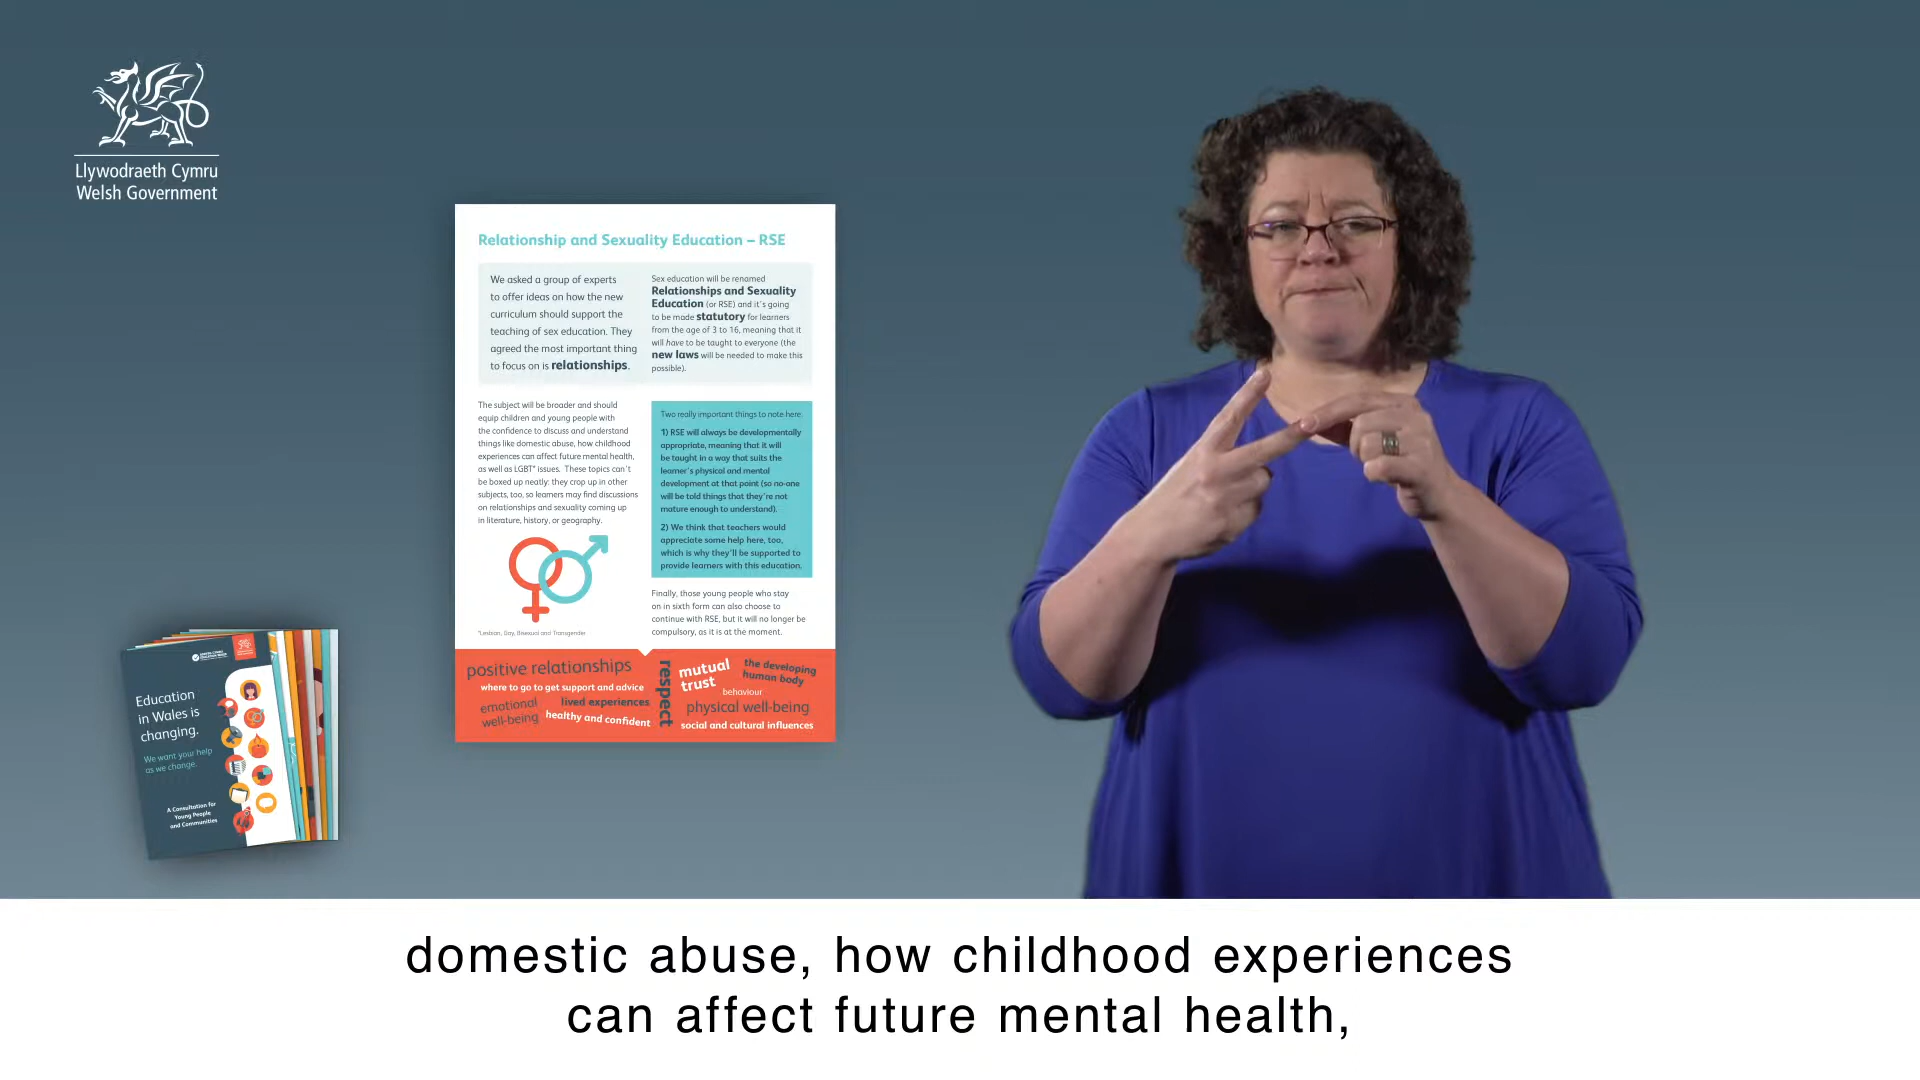 Llywodraeth Cymru
Welsh Government
Relationship and Sexuality Education – RSE
We asked a group of experts
to offer ideas on how the new
curriculum should support the
teaching of sex education. They
agreed the most important thing
to focus on is relationships.
Sex education will be renamed
Relationships and Sexuality
Education (or RSE) and it's going
to be made statutory for learners
from the age of 3 to 16, meaning that it
will have to be taught to everyone (the
new laws will be needed to make this
possible).
The subject will be broader and should
equip children and young people with
the confidence to discuss and understand
things like domestic abuse, how childhood
experiences can affect future mental health,
as well as LGBT* issues. These topics can't
be boxed up neatly: they crop up in other
subjects, too, so learners may find discussions
on relationships and sexuality coming up
in literature, history, or geography.
*Lesbian, Gay, Bisexual and Transgender
Two really important things to note here:
1) RSE will always be developmentally
appropriate, meaning that it will
be taught in a way that suits the
learner's physical and mental
development at that point (so no-one
will be told things that they're not
mature enough to understand).
2) We think that teachers would
appreciate some help here, too,
which is why they'll be supported to
provide learners with this education.
Finally, those young people who stay
on in sixth form can also choose to
continue with RSE, but it will no longer be
compulsory, as it is at the moment.
positive relationships
where to go to get support and advice
emotional
well-being
lived experiences
healthy and confident
respect
mutual
trust
the developing
human body
behaviour
physical well-being
social and cultural influences
Education
in Wales is
changing.
We want your help
as we change.
A Consultation for
Young People
and Communities
domestic abuse, how childhood experiences
can affect future mental health,